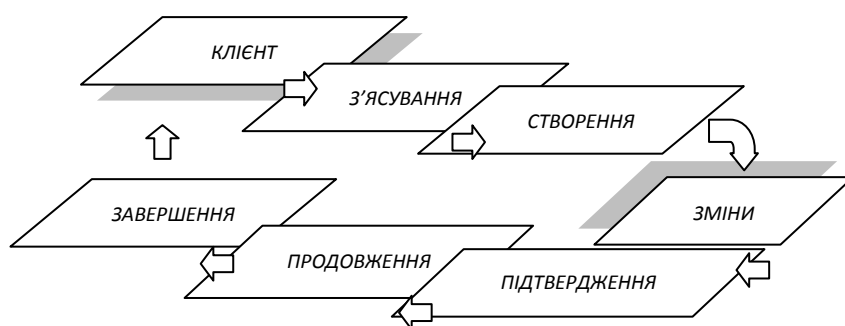 КЛІЄНТ
З’ЯСУВАННЯ
СТВОРЕННЯ
ЗМІНИ
ПІДТВЕРДЖЕННЯ
ПРОДОВЖЕННЯ
ЗАВЕРШЕННЯ